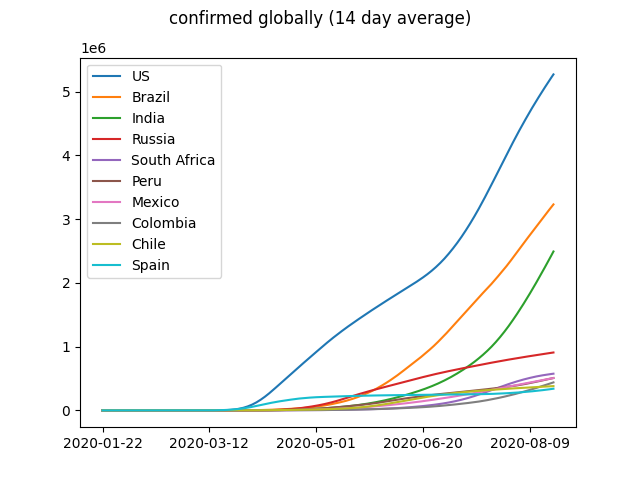 confirmed globally (14 day average)
1e6
US
Brazil
India
Russia
South Africa
Peru
Mexico
Colombia
Chile
Spain
5
4
3
2
1
0
2020-01-22
2020-03-12
2020-05-01
2020-06-20
2020-08-09